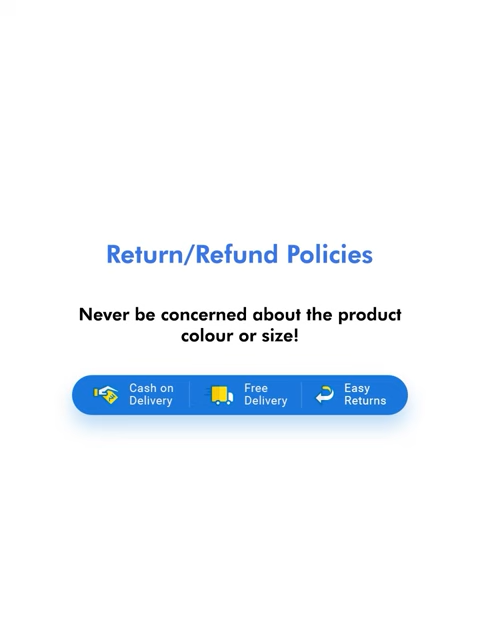 Return/Refund Policies
Never be concerned about the product
colour or size!
Cash on
Delivery
Free
Delivery
Easy
Returns